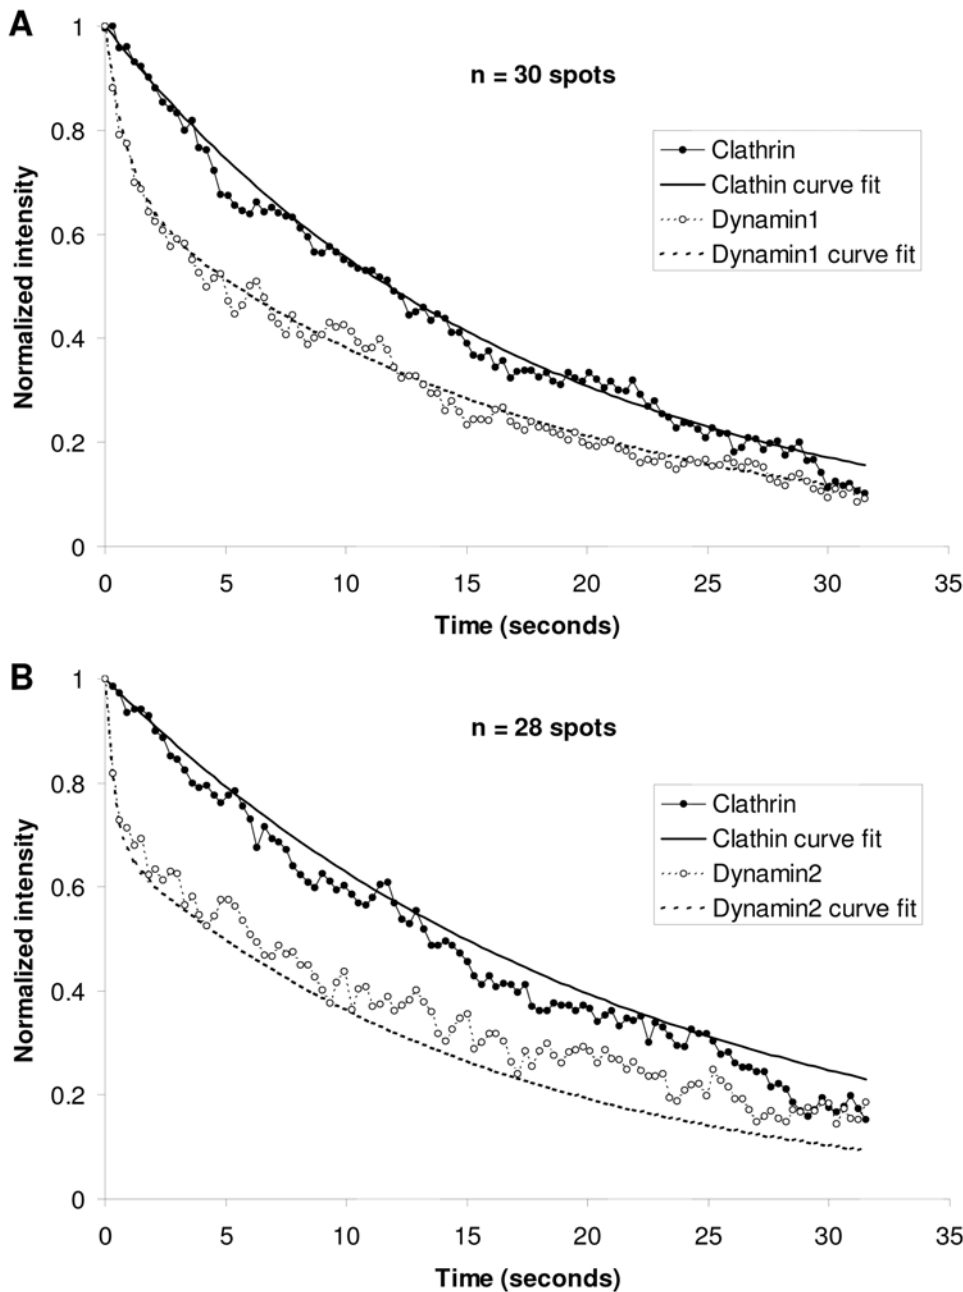 A
n = 30 spots
Clathrin
Clathin curve fit
Dynamin1
Dynamin1 curve fit
Normalized intensity
1
0.8
0.6
0.4
0.2
0
0 5 10 15 20 25 30 35
Time (seconds)
B
n = 28 spots
Clathrin
Clathin curve fit
Dynamin2
Dynamin2 curve fit
Normalized intensity
1
0.8
0.6
0.4
0.2
0
0 5 10 15 20 25 30 35
Time (seconds)